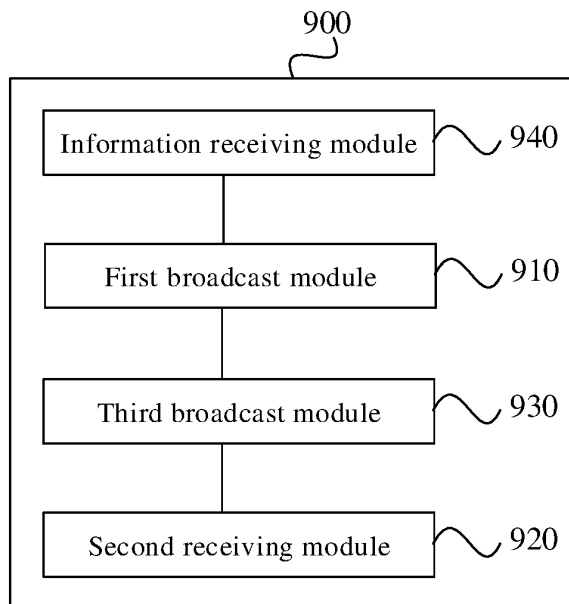 900
Information receiving module 940
First broadcast module 910
Third broadcast module 930
Second receiving module 920